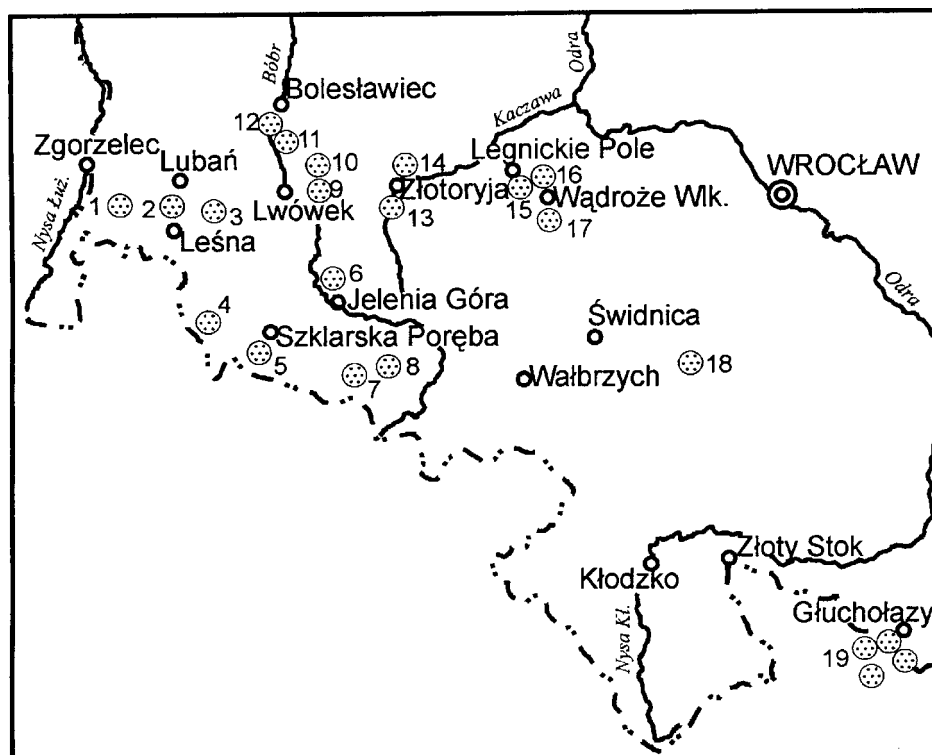 Bóbr
Odra
Bolesławiec
Kaczawa
12
11
Zgorzelec
Lubań
10
14
Legnickie Pole
WROCŁAW
16
9
Złotoryja
15
Wądroże Wlk.
1
2
3
Lwówek
13
17
Nysa Łuż.
Leśna
6
Odra
Jelenia Góra
4
Świdnica
Szklarska Poręba
5
8
18
7
Wałbrzych
Złoty Stok
Kłodzko
Głuchołazy
Nysa Kł.
19